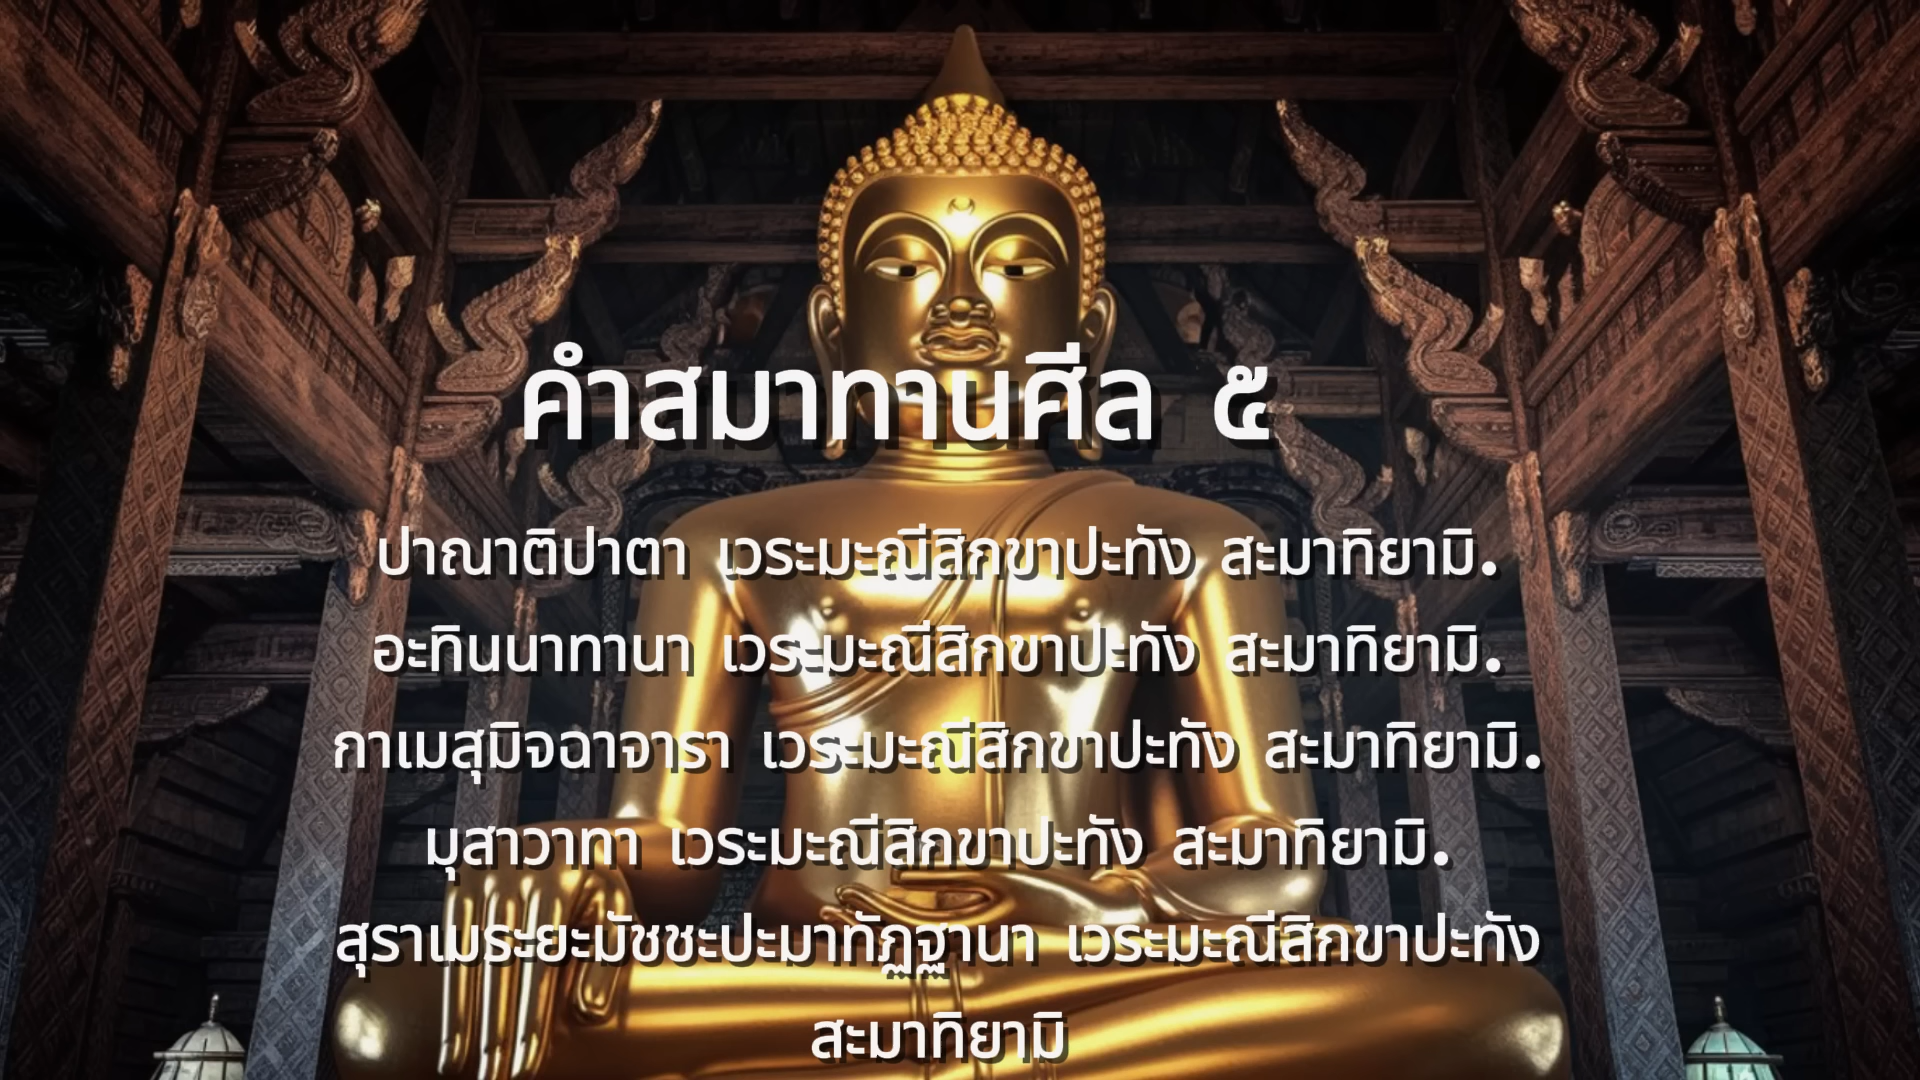 คำสมาทานศีล ๕
ปาณาติปาตา เวระมะณีสิกขาปะทัง สะมาทิยามิ.
อะทินนาทานา เวระมะณีสิกขาปะทัง สะมาทิยามิ.
กาเมสุมิจฉาจารา เวระมะณีสิกขาปะทัง สะมาทิยามิ.
มุสาวาทา เวระมะณีสิกขาปะทัง สะมาทิยามิ.
สุราเมระยะมัชชะปะมาทัฏฐานา เวระมะณีสิกขาปะทัง
สะมาทิยามิ